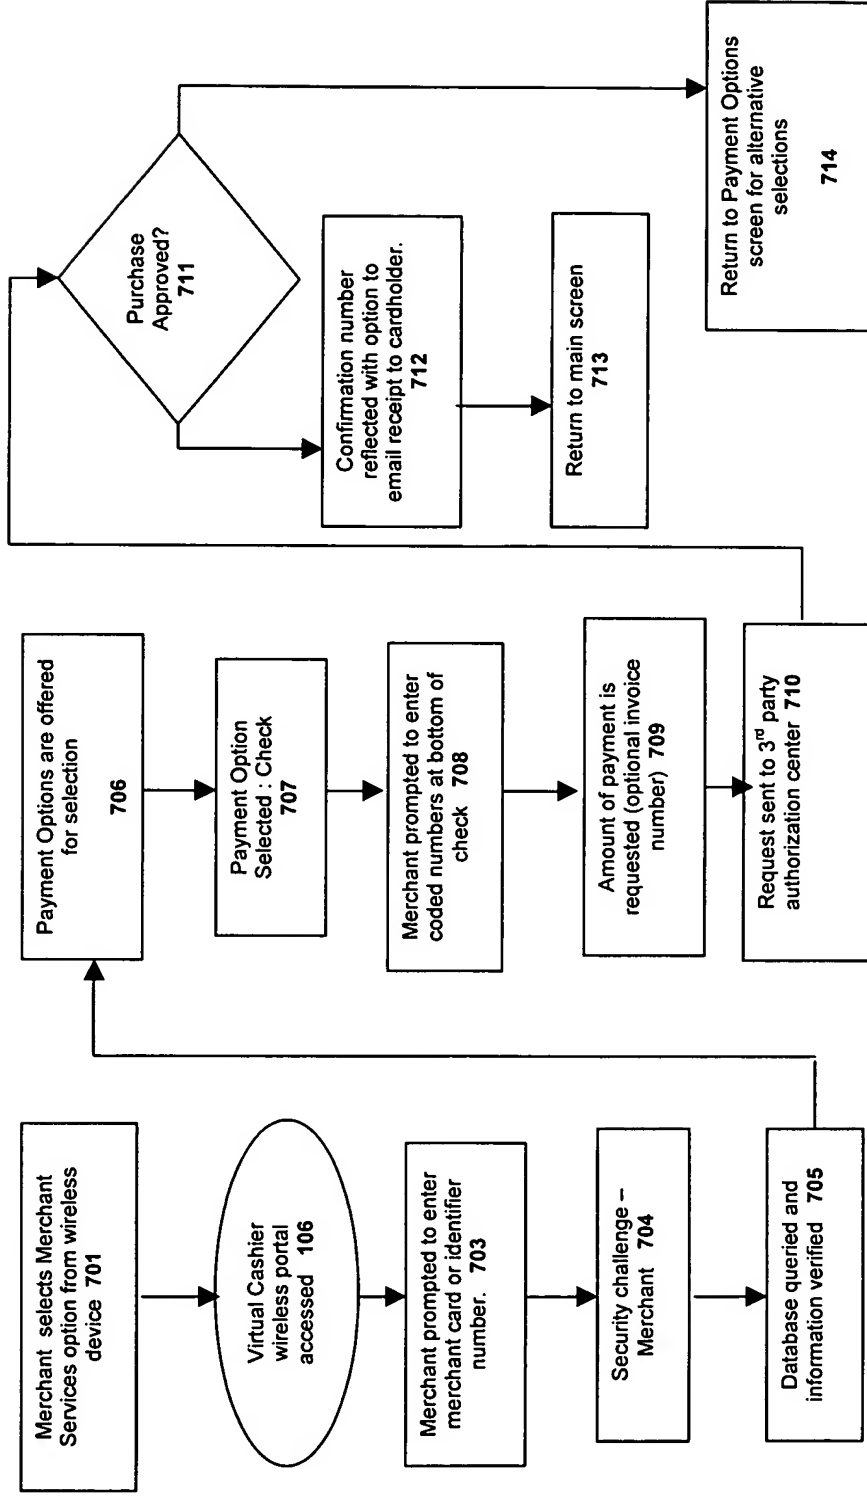 Merchant selects Merchant
Services option from wireless
device 701
Virtual Cashier
wireless portal
accessed 106
Merchant prompted to enter
merchant card or identifier
number. 703
Security challenge –
Merchant 704
Database queried and
information verified 705
Payment Options are offered
for selection
706
Payment Option
Selected : Check
707
Merchant prompted to enter
coded numbers at bottom of
check 708
Amount of payment is
requested (optional invoice
number) 709
Request sent to 3rd party
authorization center 710
Purchase
Approved?
711
Confirmation number
reflected with option to
email receipt to cardholder.
712
Return to main screen
713
Return to Payment Options
screen for alternative
selections
714